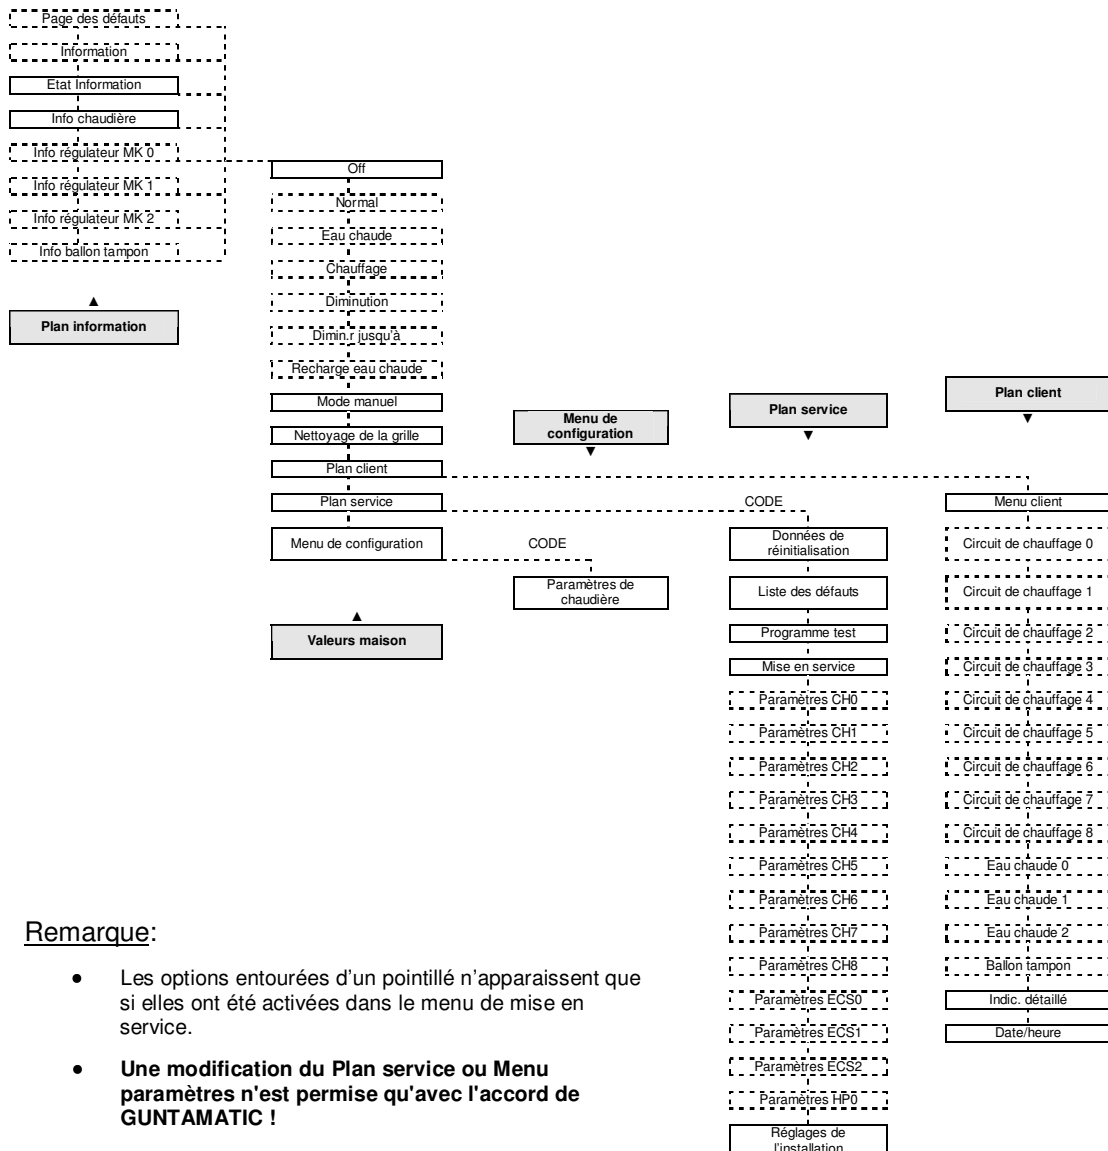 Page des défauts
Information
Etat Information
Info chaudière
Info régulateur MK 0
Info régulateur MK 1
Info régulateur MK 2
Info ballon tampon
▲
Plan information
Off
Normal
Eau chaude
Chauffage
Diminution
Dimin.r jusqu'à
Recharge eau chaude
Mode manuel
Nettoyage de la grille
Plan client
Plan service
Menu de configuration
▲
Valeurs maison
Menu de
configuration
▼
CODE
Paramètres de
chaudière
Plan service
▼
CODE
Données de
réinitialisation
Liste des défauts
Programme test
Mise en service
Paramètres CH0
Paramètres CH1
Paramètres CH2
Paramètres CH3
Paramètres CH4
Paramètres CH5
Paramètres CH6
Paramètres CH7
Paramètres CH8
Paramètres ECS0
Paramètres ECS1
Paramètres ECS2
Paramètres HP0
Réglages de
l'installation
Plan client
▼
Menu client
Circuit de chauffage 0
Circuit de chauffage 1
Circuit de chauffage 2
Circuit de chauffage 3
Circuit de chauffage 4
Circuit de chauffage 5
Circuit de chauffage 6
Circuit de chauffage 7
Circuit de chauffage 8
Eau chaude 0
Eau chaude 1
Eau chaude 2
Ballon tampon
Indic. détaillé
Date/heure
Remarque:
● Les options entourées d'un pointillé n'apparaissent que
si elles ont été activées dans le menu de mise en
service.
● Une modification du Plan service ou Menu
paramètres n'est permise qu'avec l'accord de
GUNTAMATIC !